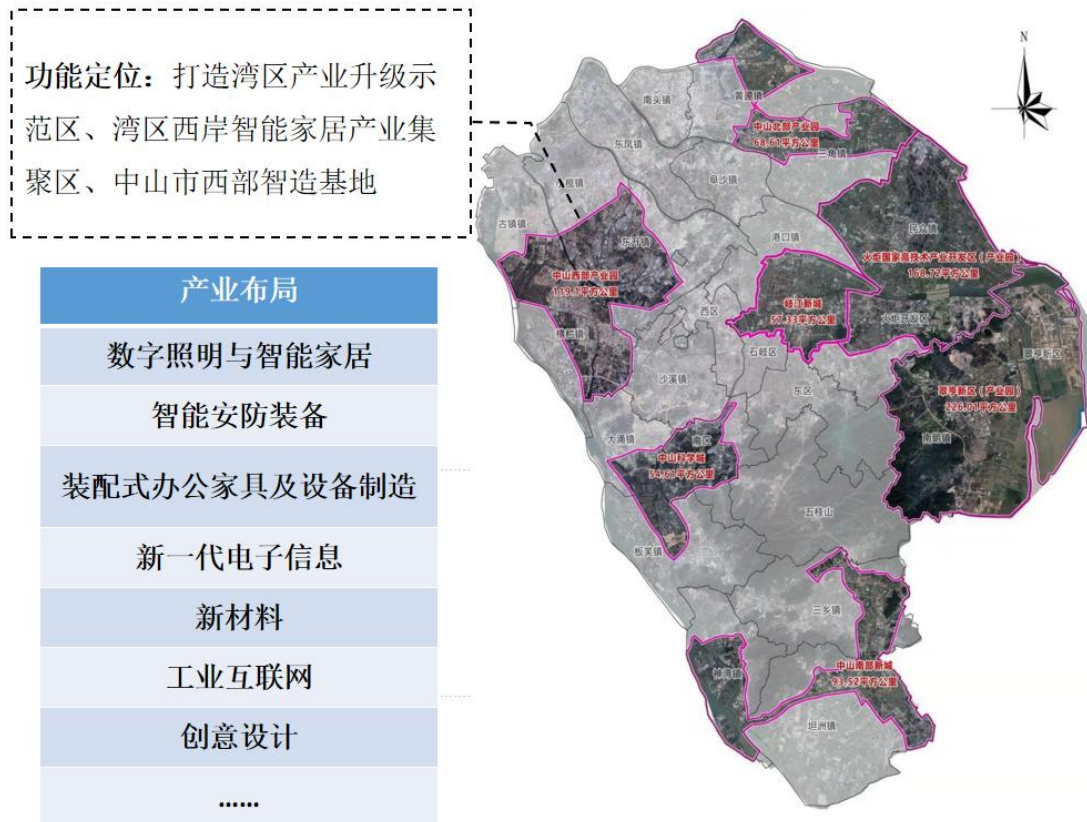 功能定位：打造湾区产业升级示
范区、湾区西岸智能家居产业集
聚区、中山市西部智造基地
产业布局
数字照明与智能家居
智能安防装备
装配式办公家具及设备制造
新一代电子信息
新材料
工业互联网
创意设计
……
N
南头镇
黄圃镇
中山北部产业园
68.61平方公里
三角镇
东凤镇
阜沙镇
榄镇
古镇镇
东升镇
港口镇
民众镇
火炬国家高技术产业开发区（产业园）
168.72平方公里
中山西部产业园
119.1平方公里
岐江新城
57.33平方公里
西区
火炬开发区
横栏镇
石岐区
翠亨新区
沙溪镇
东区
翠亨新区（产业园）
226.01平方公里
大涌镇
南区
南朗镇
中山科学城
54.61平方公里
五桂山
板芙镇
三乡镇
神湾镇
中山南部新城
93.52平方公里
坦洲镇